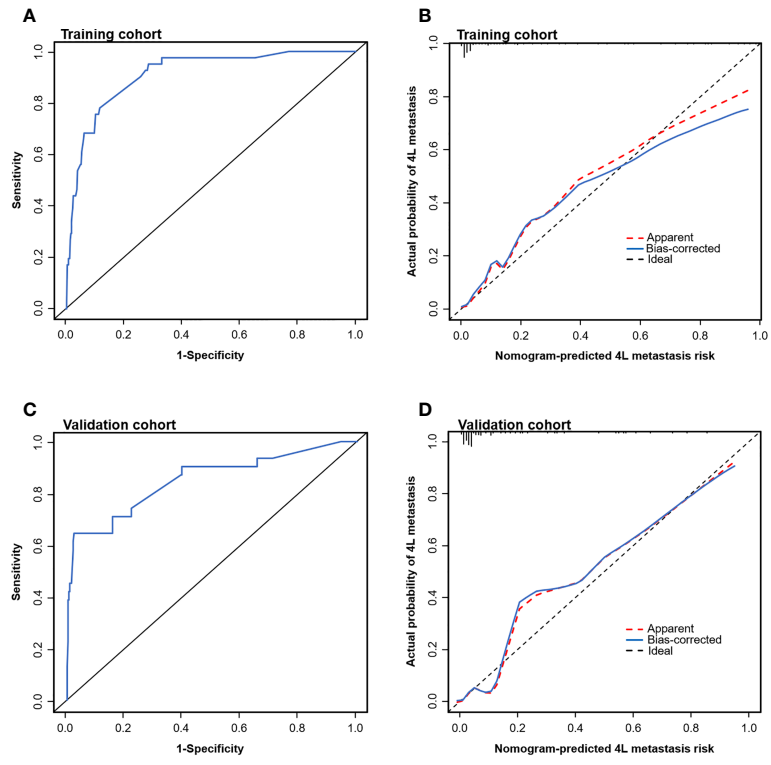 A
Training cohort
Sensitivity
1.0
0.8
0.6
0.4
0.2
0.0
0.0 0.2 0.4 0.6 0.8 1.0
1-Specificity
B
Training cohort
Actual probability of 4L metastasis
1.0
0.8
0.6
0.4
0.2
0.0
Apparent
Bias-corrected
Ideal
0.0 0.2 0.4 0.6 0.8 1.0
Nomogram-predicted 4L metastasis risk
C
Validation cohort
Sensitivity
1.0
0.8
0.6
0.4
0.2
0.0
0.0 0.2 0.4 0.6 0.8 1.0
1-Specificity
D
Validation cohort
Actual probability of 4L metastasis
1.0
0.8
0.6
0.4
0.2
0.0
Apparent
Bias-corrected
Ideal
0.0 0.2 0.4 0.6 0.8 1.0
Nomogram-predicted 4L metastasis risk